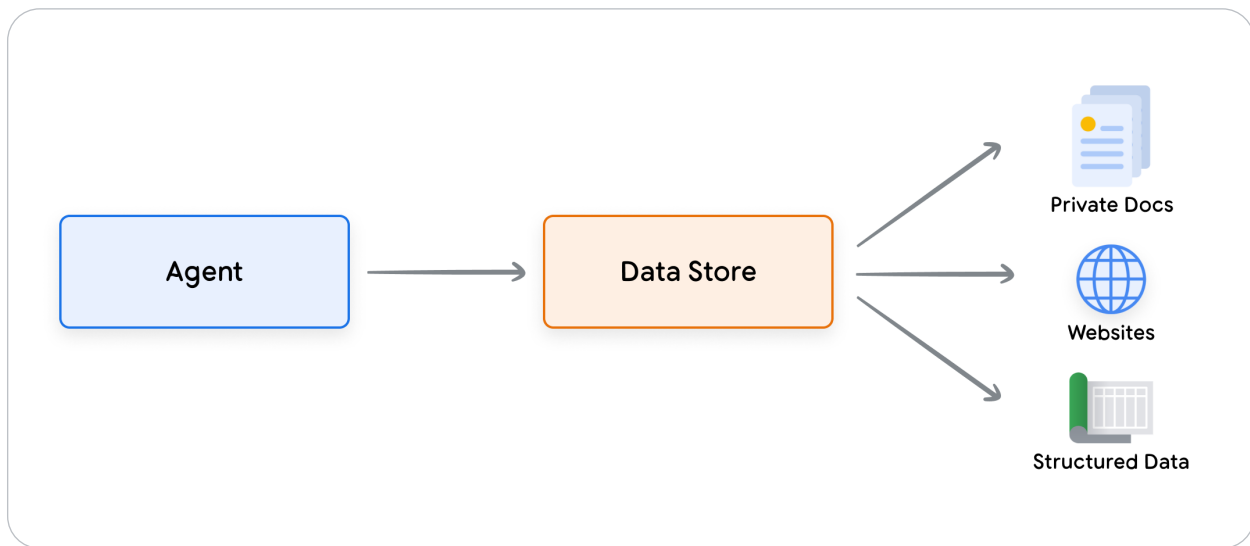 Agent
Data Store
Private Docs
Websites
Structured Data